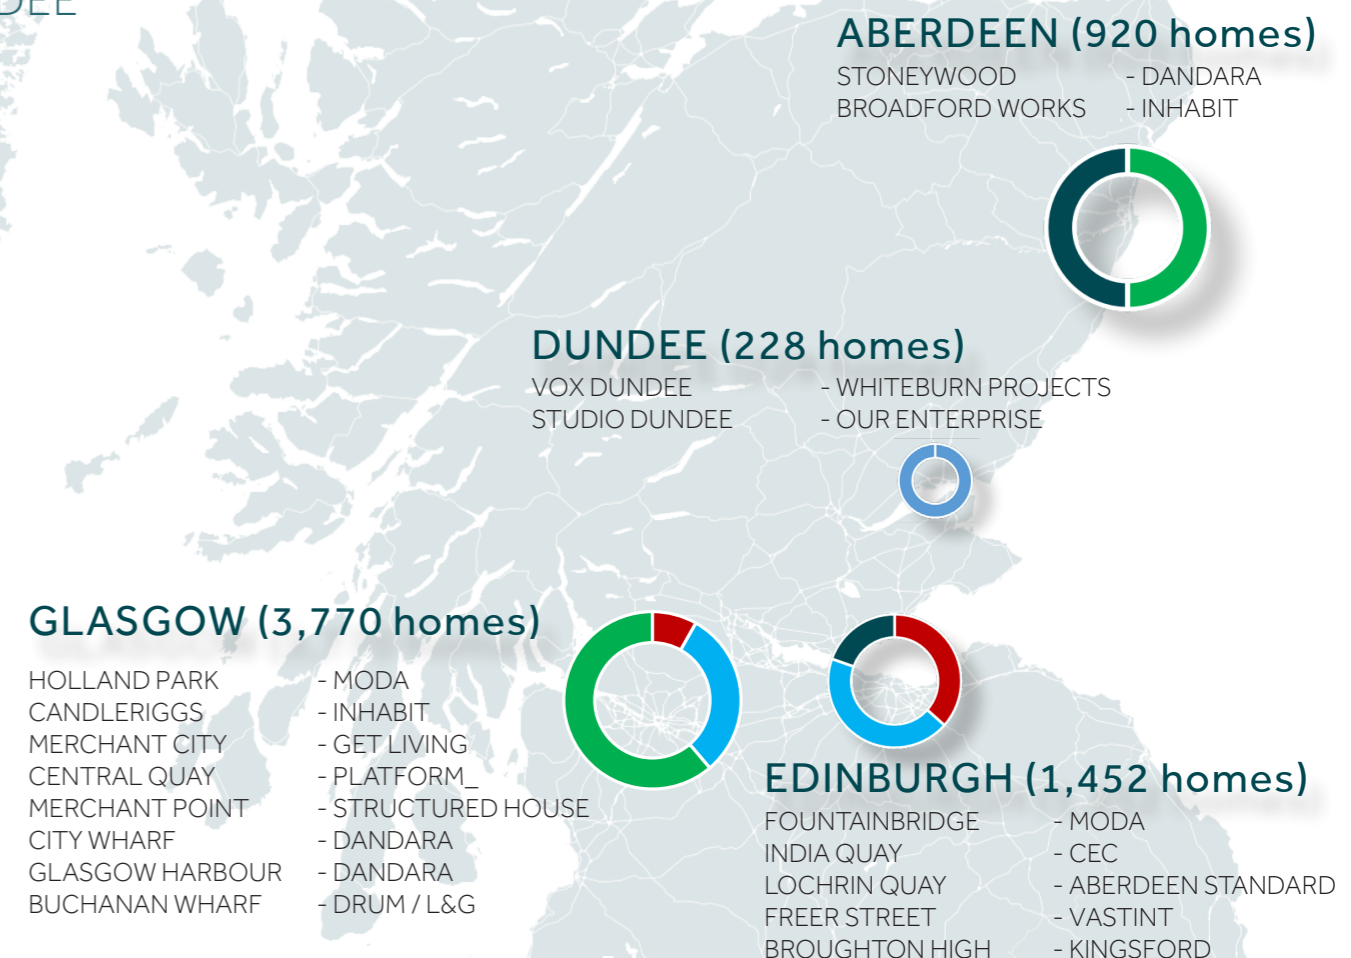 DEE
ABERDEEN (920 homes)
STONEYWOOD - DANDARA
BROADFORD WORKS - INHABIT
DUNDEE (228 homes)
VOX DUNDEE - WHITEBURN PROJECTS
STUDIO DUNDEE - OUR ENTERPRISE
GLASGOW (3,770 homes)
HOLLAND PARK - MODA
CANDLERIGGS - INHABIT
MERCHANT CITY - GET LIVING
CENTRAL QUAY - PLATFORM_
MERCHANT POINT - STRUCTURED HOUSE
CITY WHARF - DANDARA
GLASGOW HARBOUR - DANDARA
BUCHANAN WHARF - DRUM / L&G
EDINBURGH (1,452 homes)
FOUNTAINBRIDGE - MODA
INDIA QUAY - CEC
LOCHRIN QUAY - ABERDEEN STANDARD
FREER STREET - VASTINT
BROUGHTON HIGH - KINGSFORD